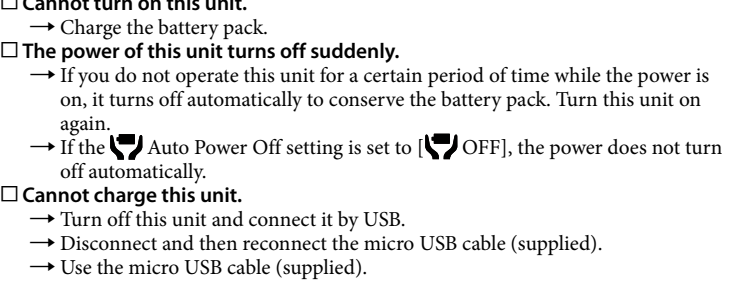 □ Cannot turn on this unit.
→ Charge the battery pack.
□ The power of this unit turns off suddenly.
→ If you do not operate this unit for a certain period of time while the power is
on, it turns off automatically to conserve the battery pack. Turn this unit on
again.
→ If the Auto Power Off setting is set to [ OFF], the power does not turn
off automatically.
□ Cannot charge this unit.
→ Turn off this unit and connect it by USB.
→ Disconnect and then reconnect the micro USB cable (supplied).
→ Use the micro USB cable (supplied).